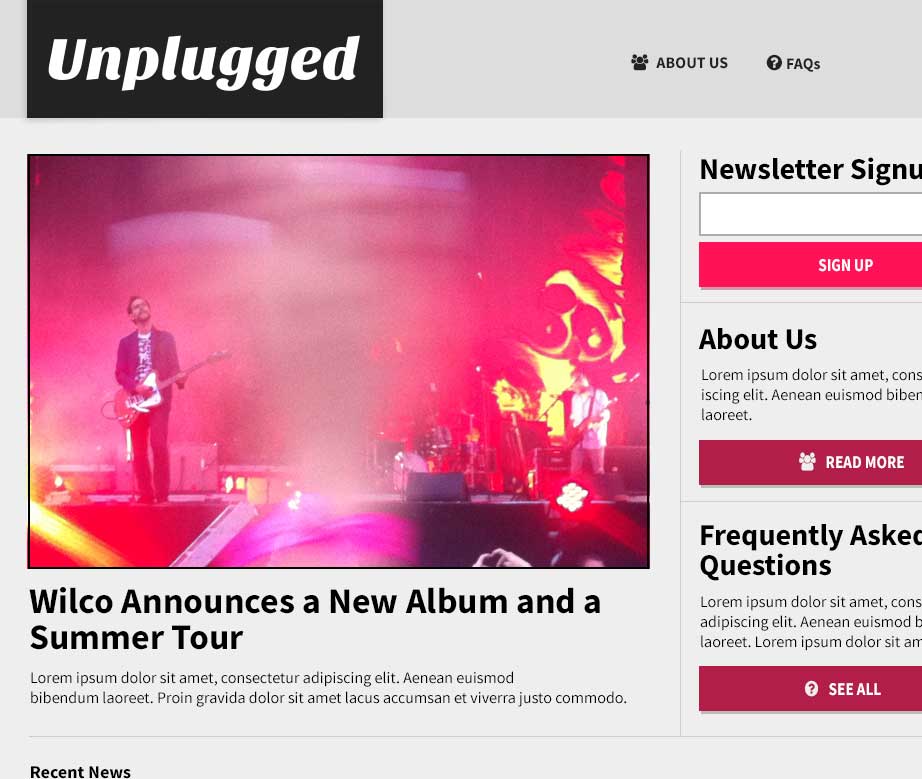 Unplugged
ABOUT US
FAQs
Wilco Announces a New Album and a
Summer Tour
Lorem ipsum dolor sit amet, consectetur adipiscing elit. Aenean euismod
bibendum laoreet. Proin gravida dolor sit amet lacus accumsan et viverra justo commodo.
Recent News
Newsletter Signu
SIGN UP
About Us
Lorem ipsum dolor sit amet, cons
iscing elit. Aenean euismod biben
laoreet.
READ MORE
Frequently Asked
Questions
Lorem ipsum dolor sit amet, cons
adipiscing elit. Aenean euismod b
laoreet. Lorem ipsum dolor sit am
SEE ALL